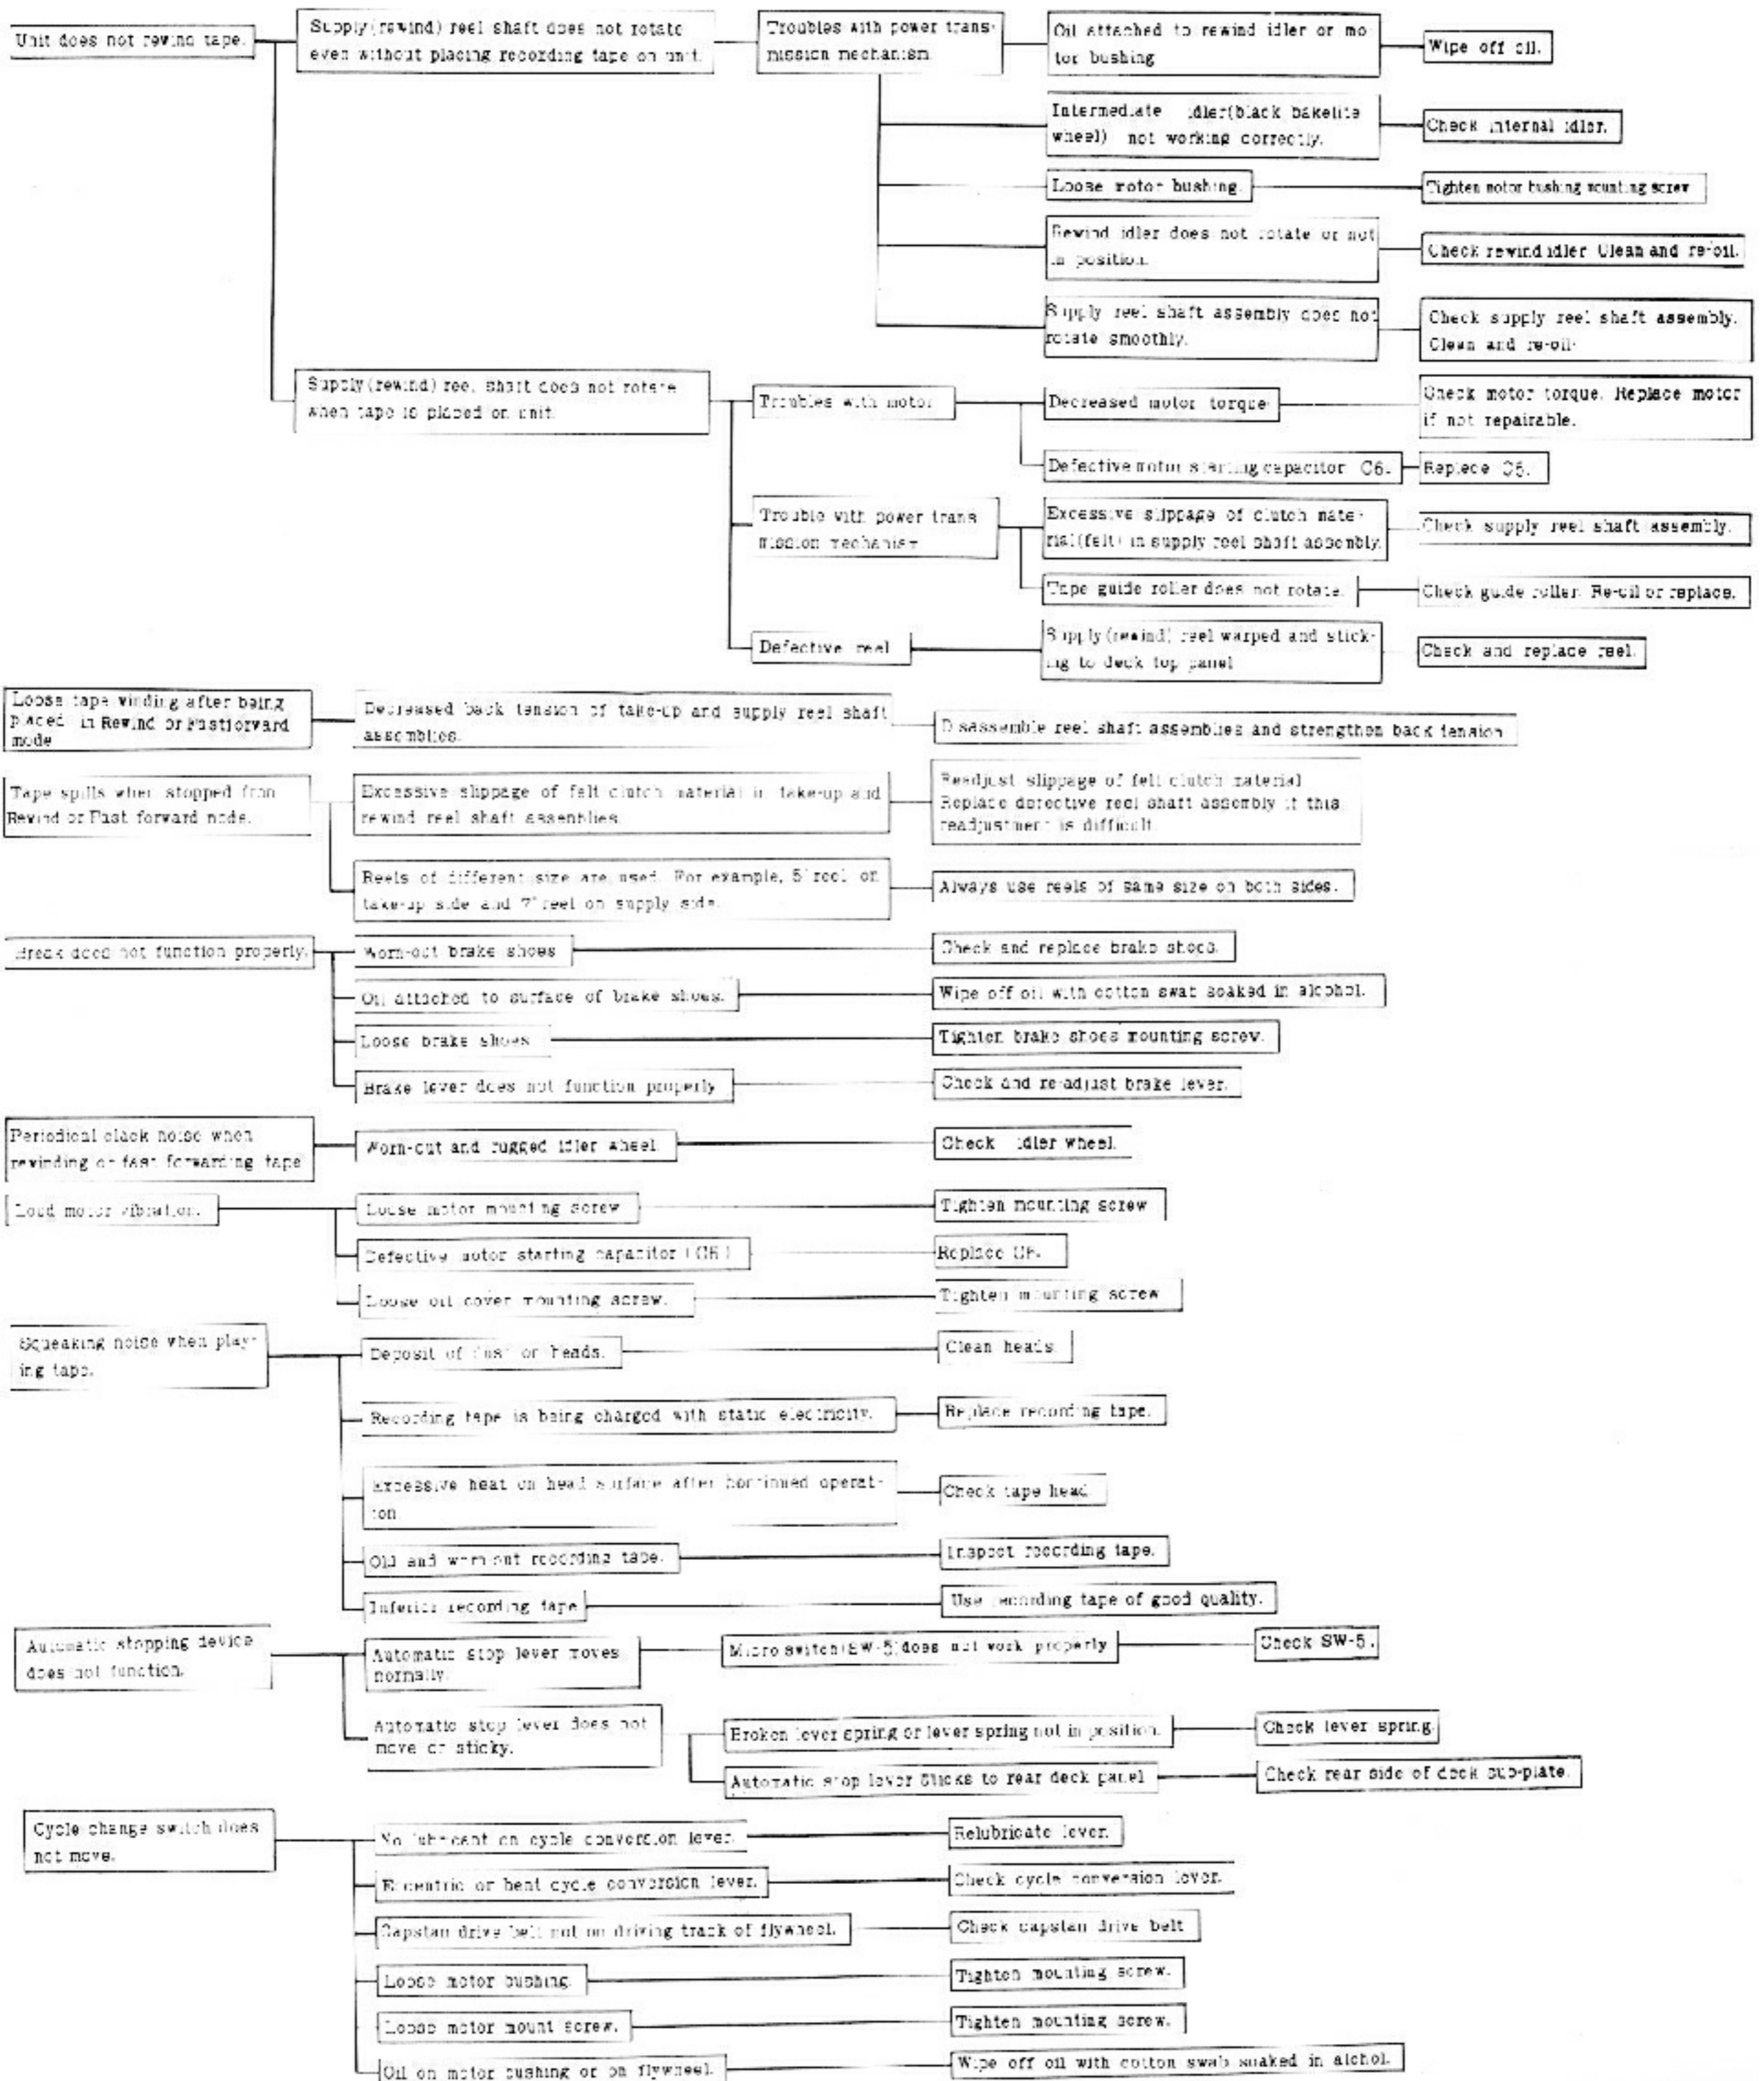 Unit does not rewind tape.
Supply (rewind) reel shaft does not rotate
even without placing recording tape on unit.
Troubles with power trans-
mission mechanism.
Oil attached to rewind idler or mo-
tor bushing
Wipe off oil.
Intermediate idler(black bakelite
wheel) not working correctly.
Check internal idler.
Loose motor bushing.
Tighten motor bushing mounting screw
Rewind idler does not rotate or not
in position.
Check rewind idler Clean and re-oil.
Supply reel shaft assembly does not
rotate smoothly.
Check supply reel shaft assembly.
Clean and re-oil.
Supply (rewind) reel shaft does not rotate
when tape is placed on unit.
Troubles with motor
Decreased motor torque
Check motor torque. Replace motor
if not repairable.
Defective motor starting capacitor C6.
Replace
Trouble with power trans
mission mechanism
Excessive slippage of clutch mate-
rial(felt) in supply reel shaft assembly.
Check supply reel shaft assembly.
Tape guide roller does not rotate.
Check guide roller Re-oil or replace.
Defective reel
Supply (rewind) reel warped and stick-
ing to deck top panel
Check and replace reel.
Loose tape winding after being
placed in Rewind or Fastforward
mode
Decreased back tension of take-up and supply reel shaft
assemblies.
Disassemble reel shaft assemblies and strengthen back tension
Tape spills when stopped from
Rewind or Fast forward mode.
Excessive slippage of felt clutch material in take-up and
rewind reel shaft assemblies.
Readjust slippage of felt clutch material
Replace defective reel shaft assembly if this
readjustment is difficult.
Reels of different size are used. For example, 5" reel on
take-up side and 7" reel on supply side.
Always use reels of same size on both sides.
Break does not function properly.
Worn-out brake shoes
Check and replace brake shoes.
Oil attached to surface of brake shoes.
Wipe off oil with cotton swab soaked in alcohol.
Loose brake shoes
Tighten brake shoes mounting screw.
Brake lever does not function properly
Check and re-adjust brake lever.
Periodical clack noise when
rewinding or fast forwarding tape
Worn-out and rugged idler wheel.
Check idler wheel.
Loud motor vibration.
Loose motor mounting screw
Tighten mounting screw
Defective motor starting capacitor (C6)
Replace C6.
Loose oil cover mounting screw.
Tighten mounting screw
Squeaking noise when play-
ing tape.
Deposit of dust on heads.
Clean heads.
Recording tape is being charged with static electricity.
Replace recording tape.
Excessive heat on head surface after continued operat-
ion
Check tape head.
Old and worn out recording tape.
Inspect recording tape.
Inferior recording tape
Use recording tape of good quality.
Automatic stopping device
does not function.
Automatic stop lever moves
normally.
Micro switch (SW-5) does not work properly
Check SW-5.
Automatic stop lever does not
move or sticky.
Broken lever spring or lever spring not in position.
Check lever spring.
Automatic stop lever sticks to rear deck panel
Check rear side of deck sub-plate.
Cycle change switch does
not move.
No lubricant on cycle conversion lever.
Relubricate lever.
Eccentric or bent cycle conversion lever.
Check cycle conversion lever.
Capstan drive belt not on driving track of flywheel.
Check capstan drive belt
Loose motor bushing.
Tighten mounting screw.
Loose motor mount screw.
Tighten mounting screw.
Oil on motor bushing or on flywheel.
Wipe off oil with cotton swab soaked in alchol.